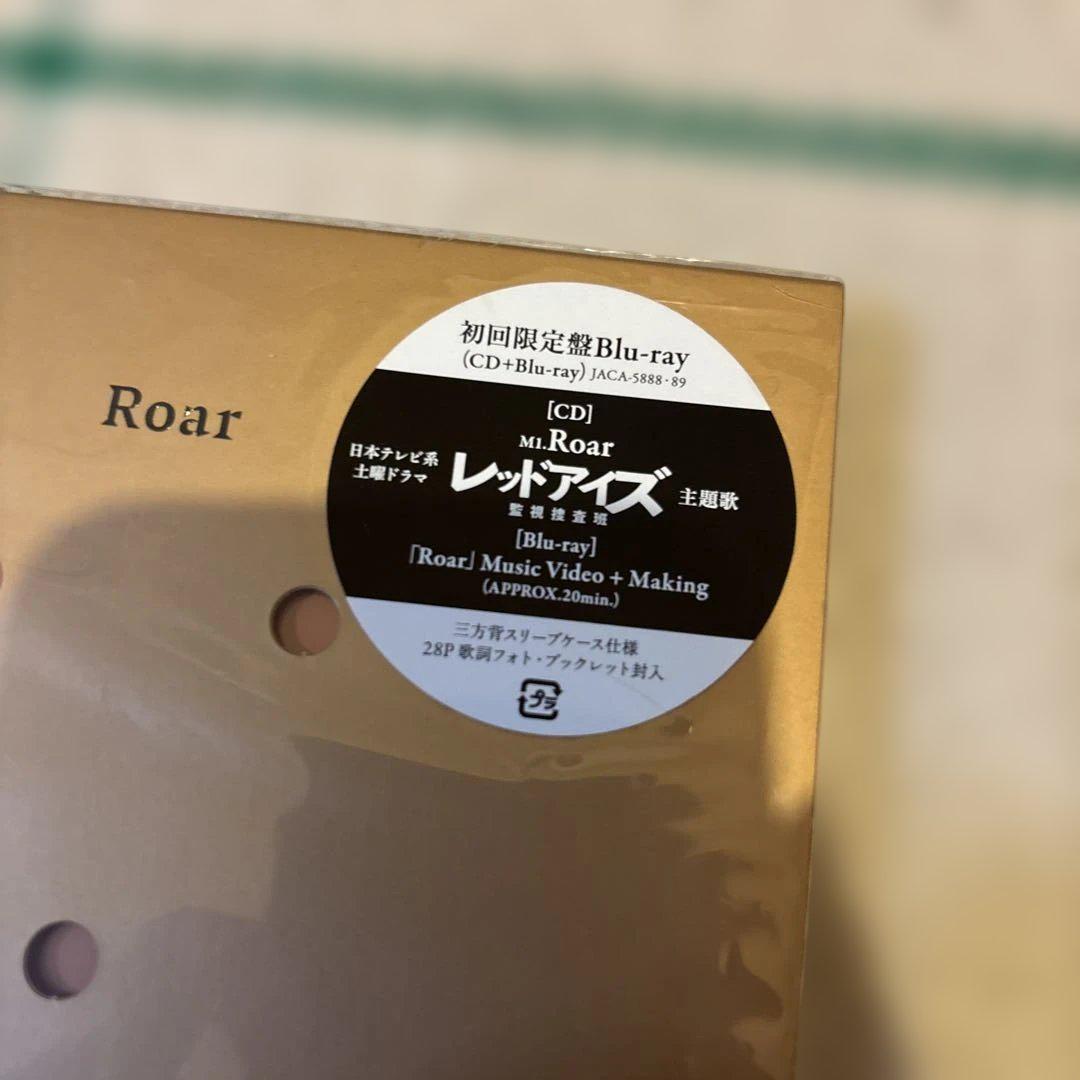 Roar
初回限定盤Blu-ray
(CD+Blu-ray) JACA-5888・89
[CD]
M1.Roar
日本テレビ系
土曜ドラマ
レッドアイズ
監視捜査班
主題歌
[Blu-ray]
「Roar」Music Video + Making
(APPROX.20min.)
三方背スリーブケース仕様
28P 歌詞フォト・ブックレット封入
プラ